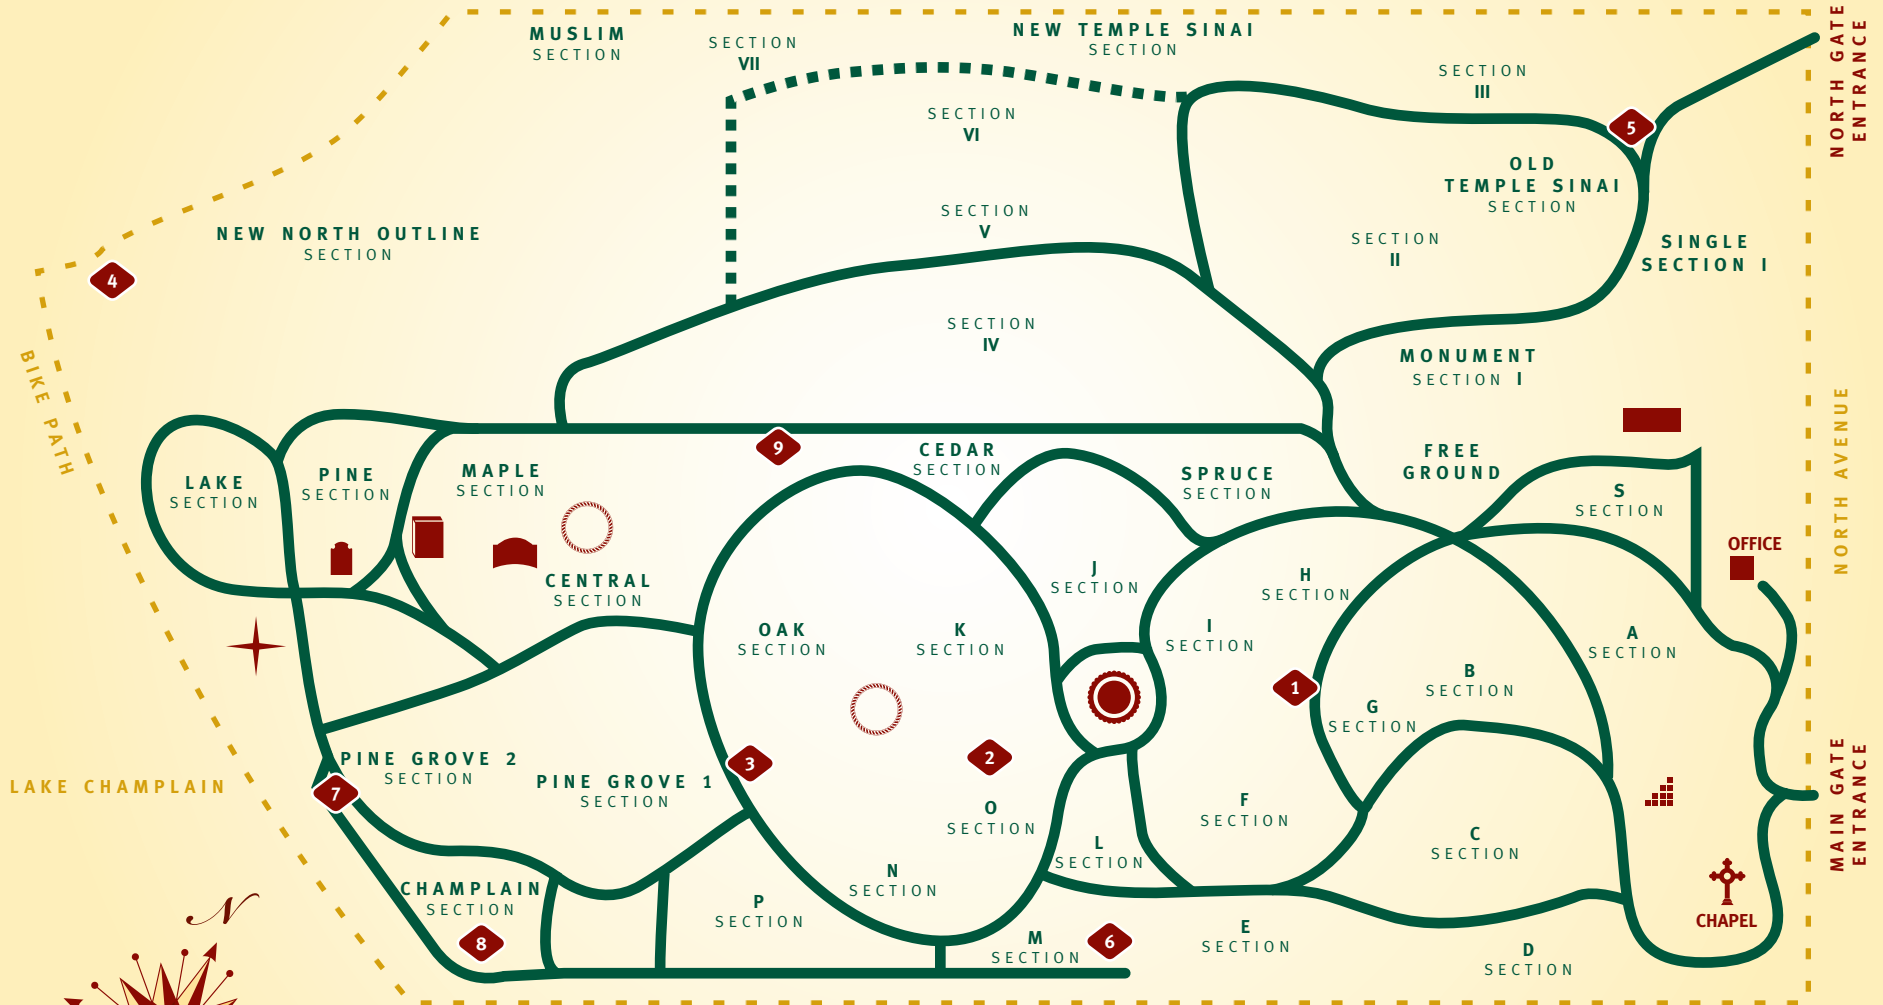 MUSLIM
SECTION
SECTION
VII
NEW TEMPLE SINAI
SECTION
NORTH GATE
ENTRANCE
SECTION
III
SECTION
VI
5
OLD
TEMPLE SINAI
SECTION
SECTION
V
NEW NORTH OUTLINE
SECTION
SECTION
II
SINGLE
SECTION I
4
SECTION
IV
MONUMENT
SECTION I
BIKE PATH
NORTH AVENUE
9
CEDAR
SECTION
FREE
GROUND
LAKE
SECTION
PINE
SECTION
MAPLE
SECTION
SPRUCE
SECTION
S
SECTION
OFFICE
CENTRAL
SECTION
J
SECTION
H
SECTION
OAK
SECTION
K
SECTION
I
SECTION
A
SECTION
1
B
SECTION
G
SECTION
PINE GROVE 2
SECTION
3
2
LAKE CHAMPLAIN
7
PINE GROVE 1
SECTION
O
SECTION
F
SECTION
MAIN GATE
ENTRANCE
L
SECTION
C
SECTION
N
SECTION
CHAMPLAIN
SECTION
P
SECTION
CHAPEL
N
8
M
SECTION
6
E
SECTION
D
SECTION